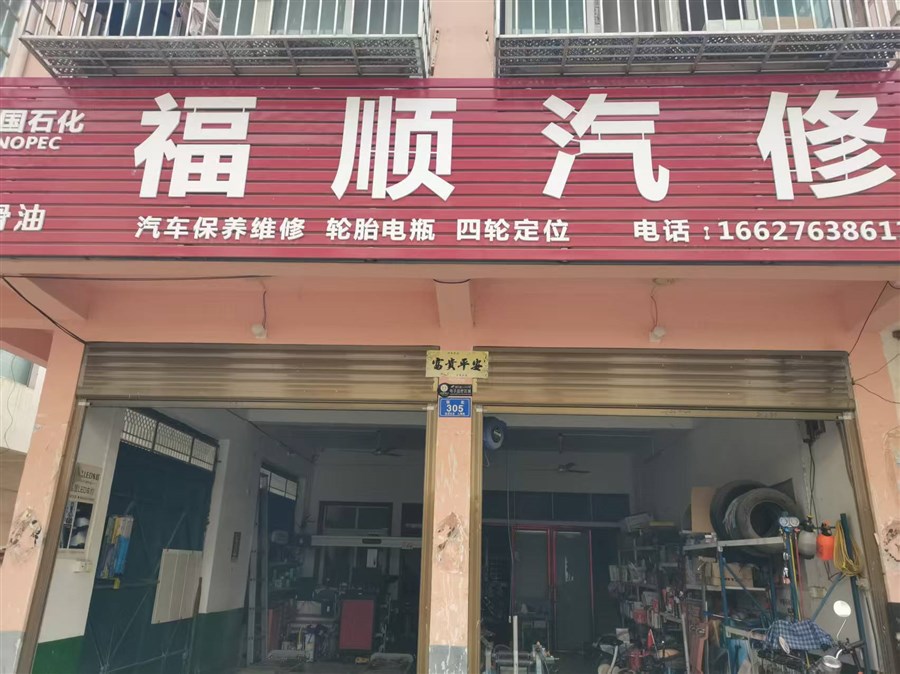 国石化
NOPEC
福顺汽修
滑油
汽车保养维修 轮胎电瓶 四轮定位 电话：1662763861
富贵平安
305